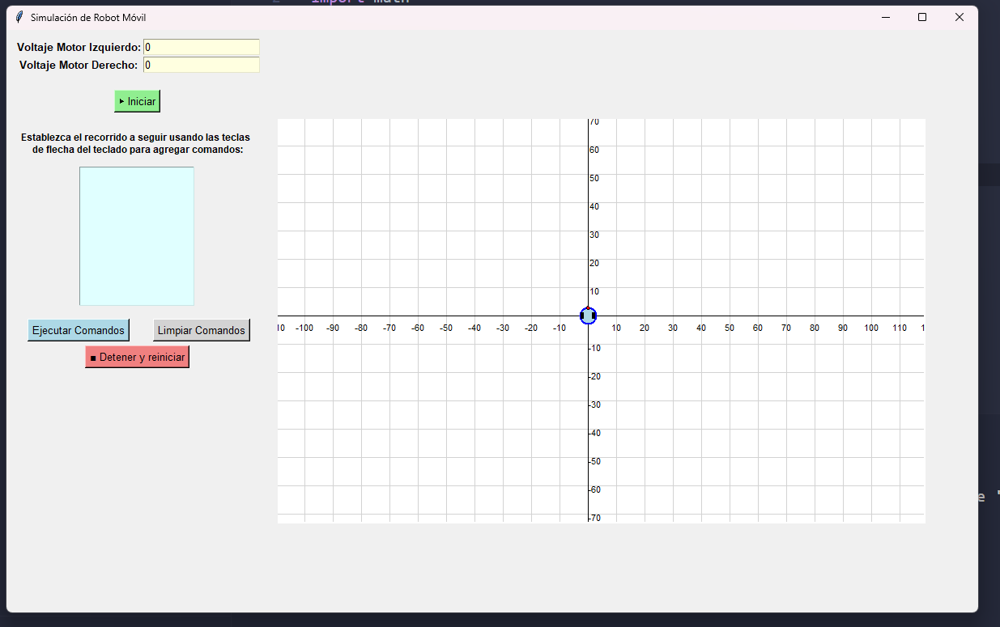 import math
Simulación de Robot Móvil
Voltaje Motor Izquierdo: 0
Voltaje Motor Derecho: 0
Iniciar
Establezca el recorrido a seguir usando las teclas
de flecha del teclado para agregar comandos:
Ejecutar Comandos Limpiar Comandos
Detener y reiniciar
70
60
50
40
30
20
10
10 -100 -90 -80 -70 -60 -50 -40 -30 -20 -10 10 20 30 40 50 60 70 80 90 100 110 1
-10
-20
-30
-40
-50
-60
-70
e "